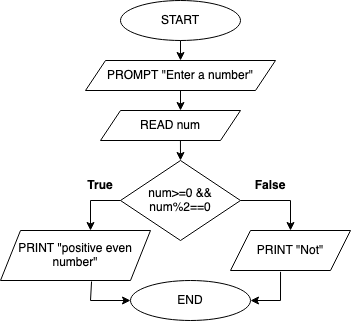 START
PROMPT "Enter a number"
READ num
True
num>=0 &&
num%2==0
False
PRINT "positive even
number"
PRINT "Not"
END